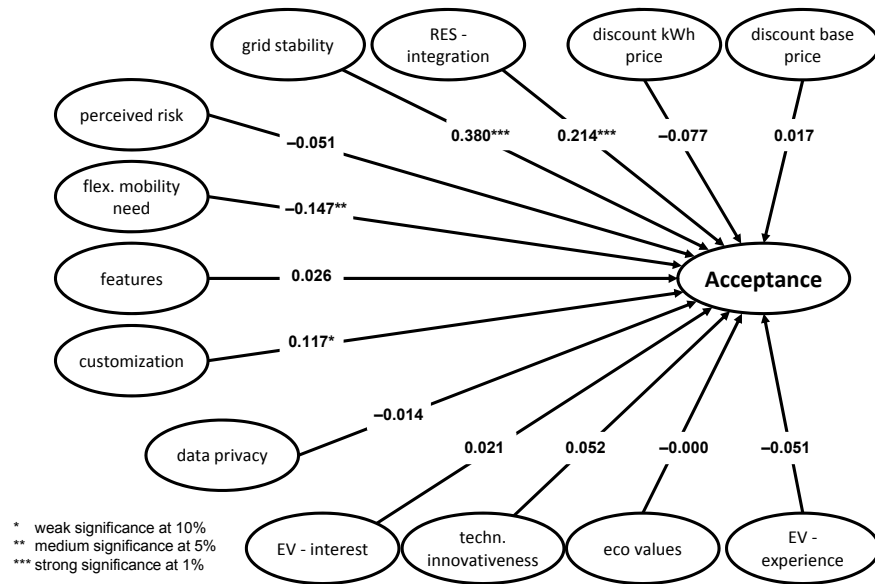 grid stability
RES -
integration
discount kWh
price
discount base
price
perceived risk
–0.051
0.380***
0.214***
–0.077
0.017
flex. mobility
need
–0.147**
features
0.026
Acceptance
customization
0.117*
–0.014
data privacy
0.021
0.052
–0.000
–0.051
* weak significance at 10%
** medium significance at 5%
*** strong significance at 1%
EV - interest
techn.
innovativeness
eco values
EV -
experience